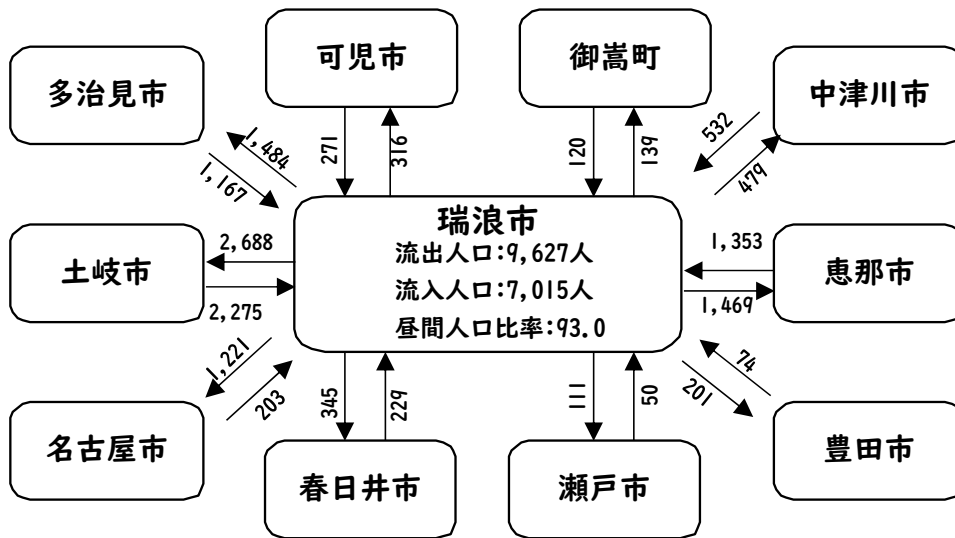 可児市
御嵩町
多治見市
中津川市
271
316
120
139
1,484
1,167
532
479
瑞浪市
流出人口:9,627人
流入人口:7,015人
昼間人口比率:93.0
土岐市
2,688
2,275
恵那市
1,353
1,469
1,221
203
345
229
111
50
74
201
名古屋市
春日井市
瀬戸市
豊田市